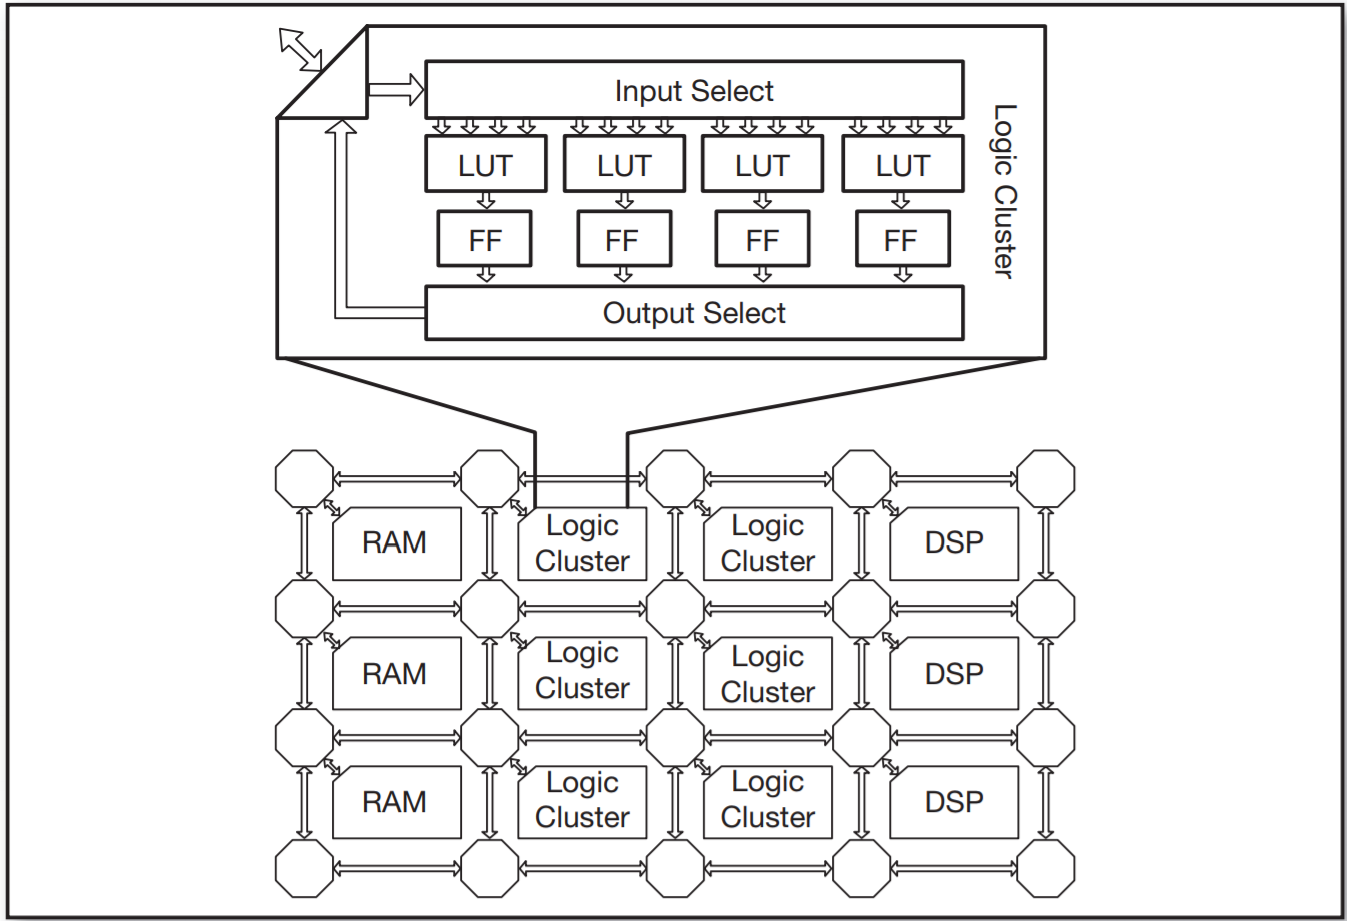 Input Select
LUT LUT LUT LUT
Logic Cluster
FF FF FF FF
Output Select
RAM
Logic
Cluster
Logic
Cluster
DSP
RAM
Logic
Cluster
Logic
Cluster
DSP
RAM
Logic
Cluster
Logic
Cluster
DSP